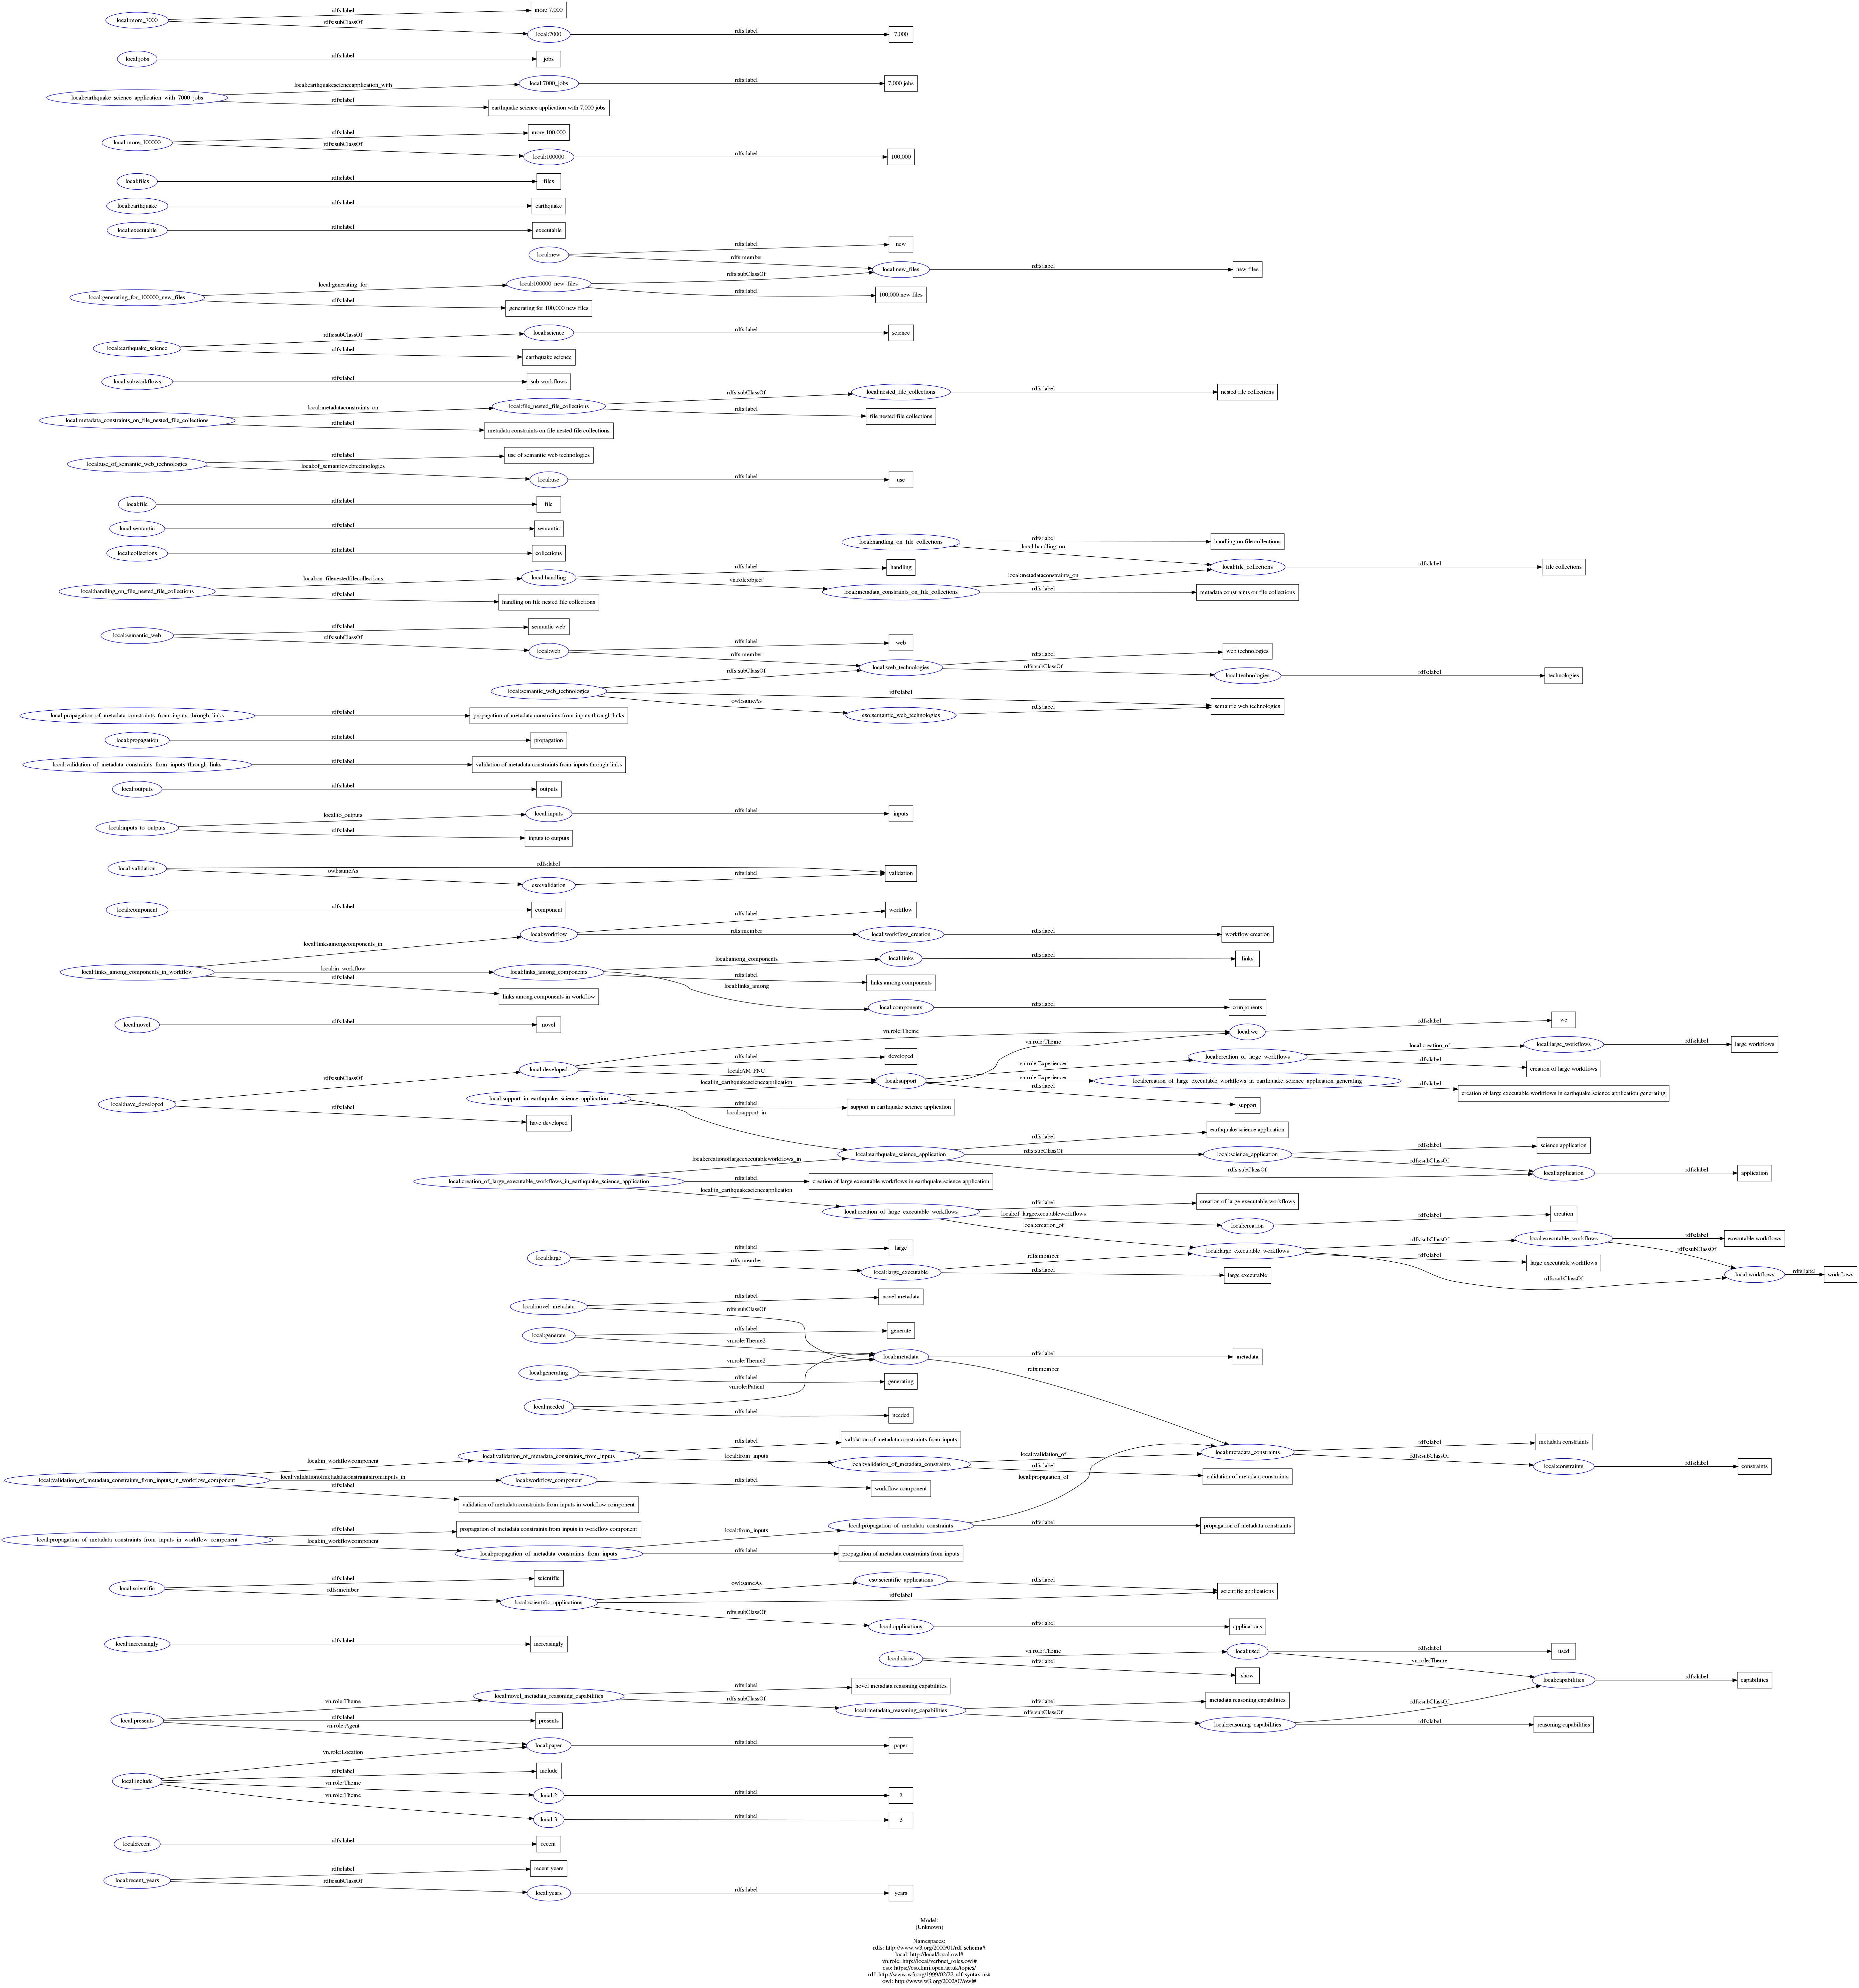 local:more_7000
rdfs:label
more 7,000
rdfs:subClassOf
local:7000
rdfs:label
7,000
local:jobs
rdfs:label
jobs
local:earthquake_science_application_with_7000_jobs
local:earthquakescienceapplication_with
local:7000_jobs
rdfs:label
7,000 jobs
rdfs:label
earthquake science application with 7,000 jobs
local:more_100000
rdfs:label
more 100,000
rdfs:subClassOf
local:100000
rdfs:label
100,000
local:files
rdfs:label
files
local:earthquake
rdfs:label
earthquake
local:executable
rdfs:label
executable
local:new
rdfs:label
new
rdfs:member
local:new_files
rdfs:label
new files
local:generating_for_100000_new_files
local:generating_for
local:100000_new_files
rdfs:subClassOf
rdfs:label
100,000 new files
rdfs:label
generating for 100,000 new files
local:earthquake_science
rdfs:subClassOf
local:science
rdfs:label
science
rdfs:label
earthquake science
local:subworkflows
rdfs:label
sub-workflows
local:metadata_constraints_on_file_nested_file_collections
local:metadataconstraints_on
local:file_nested_file_collections
rdfs:subClassOf
local:nested_file_collections
rdfs:label
nested file collections
rdfs:label
file nested file collections
rdfs:label
metadata constraints on file nested file collections
local:use_of_semantic_web_technologies
rdfs:label
use of semantic web technologies
local:of_semanticwebtechnologies
local:use
rdfs:label
use
local:file
rdfs:label
file
local:semantic
rdfs:label
semantic
local:collections
rdfs:label
collections
local:handling_on_file_collections
rdfs:label
handling on file collections
local:handling_on
local:file_collections
rdfs:label
file collections
local:handling_on_file_nested_file_collections
local:on_filenestedfilecollections
local:handling
rdfs:label
handling
vn.role:object
local:metadata_constraints_on_file_collections
local:metadataconstraints_on
rdfs:label
metadata constraints on file collections
rdfs:label
handling on file nested file collections
local:semantic_web
rdfs:label
semantic web
rdfs:subClassOf
local:web
rdfs:label
web
rdfs:member
local:web_technologies
rdfs:label
web technologies
rdfs:subClassOf
local:technologies
rdfs:label
technologies
local:semantic_web_technologies
rdfs:subClassOf
rdfs:label
semantic web technologies
owl:sameAs
cso:semantic_web_technologies
rdfs:label
local:propagation_of_metadata_constraints_from_inputs_through_links
rdfs:label
propagation of metadata constraints from inputs through links
local:propagation
rdfs:label
propagation
local:validation_of_metadata_constraints_from_inputs_through_links
rdfs:label
validation of metadata constraints from inputs through links
local:outputs
rdfs:label
outputs
local:inputs_to_outputs
local:to_outputs
local:inputs
rdfs:label
inputs
rdfs:label
inputs to outputs
local:validation
rdfs:label
validation
owl:sameAs
cso:validation
rdfs:label
local:component
rdfs:label
component
local:links_among_components_in_workflow
local:linksamongcomponents_in
local:workflow
rdfs:label
workflow
rdfs:member
local:workflow_creation
rdfs:label
workflow creation
local:in_workflow
local:links_among_components
local:among_components
local:links
rdfs:label
links
rdfs:label
links among components
local:links_among
local:components
rdfs:label
components
rdfs:label
links among components in workflow
local:novel
rdfs:label
novel
local:have_developed
rdfs:subClassOf
local:developed
vn.role:Theme
local:we
rdfs:label
we
rdfs:label
developed
local:AM-PNC
local:support
vn.role:Theme
vn.role:Experiencer
local:creation_of_large_workflows
local:creation_of
local:large_workflows
rdfs:label
large workflows
rdfs:label
creation of large workflows
vn.role:Experiencer
local:creation_of_large_executable_workflows_in_earthquake_science_application_generating
rdfs:label
creation of large executable workflows in earthquake science application generating
rdfs:label
support
rdfs:label
have developed
local:support_in_earthquake_science_application
local:in_earthquakescienceapplication
rdfs:label
support in earthquake science application
local:support_in
local:earthquake_science_application
rdfs:label
earthquake science application
rdfs:subClassOf
local:science_application
rdfs:label
science application
rdfs:subClassOf
rdfs:subClassOf
local:application
rdfs:label
application
local:creation_of_large_executable_workflows_in_earthquake_science_application
local:creationoflargeexecutableworkflows_in
rdfs:label
creation of large executable workflows in earthquake science application
local:in_earthquakescienceapplication
local:creation_of_large_executable_workflows
rdfs:label
creation of large executable workflows
local:of_largeexecutableworkflows
local:creation
rdfs:label
creation
local:creation_of
local:large_executable_workflows
rdfs:subClassOf
local:executable_workflows
rdfs:label
executable workflows
rdfs:subClassOf
rdfs:label
large executable workflows
rdfs:subClassOf
local:workflows
rdfs:label
workflows
local:large
rdfs:label
large
rdfs:member
local:large_executable
rdfs:member
rdfs:label
large executable
local:novel_metadata
rdfs:label
novel metadata
rdfs:subClassOf
local:generate
rdfs:label
generate
vn.role:Theme2
local:metadata
rdfs:label
metadata
rdfs:member
local:generating
vn.role:Theme2
rdfs:label
generating
local:needed
vn.role:Patient
rdfs:label
needed
local:metadata_constraints
rdfs:label
metadata constraints
rdfs:subClassOf
local:constraints
rdfs:label
constraints
local:validation_of_metadata_constraints_from_inputs_in_workflow_component
local:in_workflowcomponent
local:validation_of_metadata_constraints_from_inputs
rdfs:label
validation of metadata constraints from inputs
local:from_inputs
local:validation_of_metadata_constraints
local:validation_of
rdfs:label
validation of metadata constraints
local:validationofmetadataconstraintsfrominputs_in
local:workflow_component
rdfs:label
workflow component
rdfs:label
validation of metadata constraints from inputs in workflow component
local:propagation_of_metadata_constraints_from_inputs_in_workflow_component
rdfs:label
propagation of metadata constraints from inputs in workflow component
local:in_workflowcomponent
local:propagation_of_metadata_constraints_from_inputs
local:from_inputs
local:propagation_of_metadata_constraints
local:propagation_of
rdfs:label
propagation of metadata constraints
rdfs:label
propagation of metadata constraints from inputs
local:scientific
rdfs:label
scientific
rdfs:member
local:scientific_applications
owl:sameAs
cso:scientific_applications
rdfs:label
scientific applications
rdfs:label
rdfs:subClassOf
local:applications
rdfs:label
applications
local:increasingly
rdfs:label
increasingly
local:show
vn.role:Theme
local:used
rdfs:label
used
vn.role:Theme
rdfs:label
show
local:capabilities
rdfs:label
capabilities
local:presents
vn.role:Theme
local:novel_metadata_reasoning_capabilities
rdfs:label
novel metadata reasoning capabilities
rdfs:subClassOf
local:metadata_reasoning_capabilities
rdfs:label
metadata reasoning capabilities
rdfs:subClassOf
local:reasoning_capabilities
rdfs:subClassOf
rdfs:label
reasoning capabilities
rdfs:label
presents
vn.role:Agent
local:paper
rdfs:label
paper
local:include
vn.role:Location
rdfs:label
include
vn.role:Theme
local:2
rdfs:label
2
vn.role:Theme
local:3
rdfs:label
3
local:recent
rdfs:label
recent
local:recent_years
rdfs:label
recent years
rdfs:subClassOf
local:years
rdfs:label
years
Model:
(Unknown)
Namespaces:
rdfs: http://www.w3.org/2000/01/rdf-schema#
local: http://local/local.owl#
vn.role: http://local/verbnet_roles.owl#
cso: https://cso.kmi.open.ac.uk/topics/
rdf: http://www.w3.org/1999/02/22-rdf-syntax-ns#
owl: http://www.w3.org/2002/07/owl#